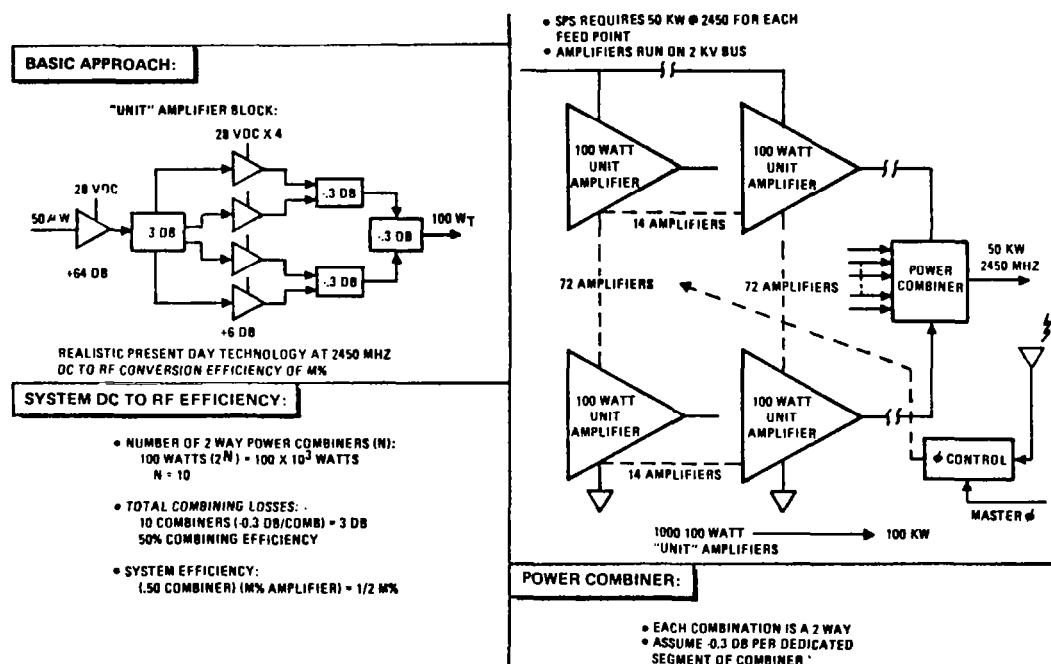 BASIC APPROACH:
"UNIT" AMPLIFIER BLOCK:
28 VDC X 4
28 VDC
50 μW
3 DB
-.3 DB
-.3 DB
-.3 DB
100 WT
+64 DB
+6 DB
REALISTIC PRESENT DAY TECHNOLOGY AT 2450 MHZ
DC TO RF CONVERSION EFFICIENCY OF M%
SYSTEM DC TO RF EFFICIENCY:
• NUMBER OF 2 WAY POWER COMBINERS (N):
100 WATTS (2^N) = 100 X 10^3 WATTS
N = 10
• TOTAL COMBINING LOSSES:
10 COMBINERS (-0.3 DB/COMB) = 3 DB
50% COMBINING EFFICIENCY
• SYSTEM EFFICIENCY:
(.50 COMBINER) (M% AMPLIFIER) = 1/2 M%
• SPS REQUIRES 50 KW @ 2450 FOR EACH
FEED POINT
• AMPLIFIERS RUN ON 2 KV BUS
100 WATT
UNIT
AMPLIFIER
100 WATT
UNIT
AMPLIFIER
14 AMPLIFIERS
72 AMPLIFIERS
72 AMPLIFIERS
POWER
COMBINER
50 KW
2450 MHZ
100 WATT
UNIT
AMPLIFIER
100 WATT
UNIT
AMPLIFIER
14 AMPLIFIERS
ϕ CONTROL
MASTER ϕ
1000 100 WATT
"UNIT" AMPLIFIERS
100 KW
POWER COMBINER:
• EACH COMBINATION IS A 2 WAY
• ASSUME -0.3 DB PER DEDICATED
SEGMENT OF COMBINER